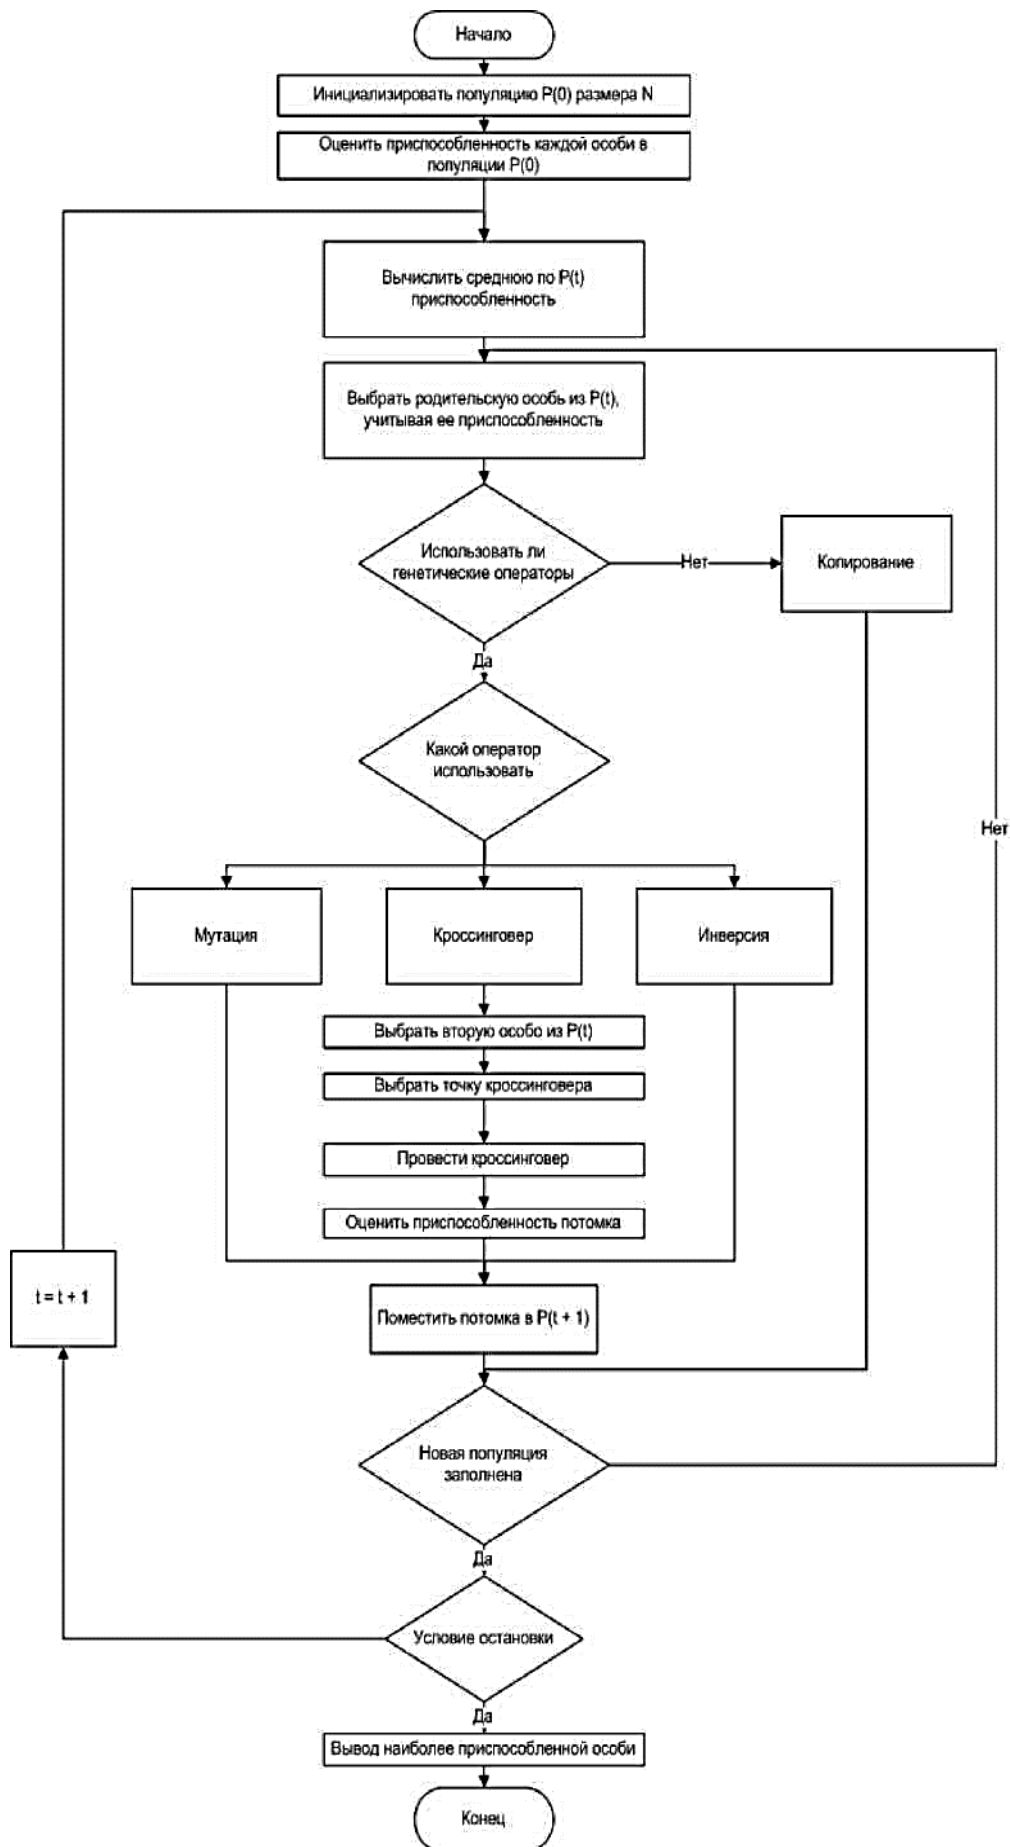 Начало
Инициализировать популяцию P(0) размера N
Оценить приспособленность каждой особи в
популяции P(0)
Вычислить среднюю по P(t)
приспособленность
Выбрать родительскую особь из P(t),
учитывая ее приспособленность
Использовать ли
генетические операторы
Нет
Копирование
Да
Какой оператор
использовать
Нет
Мутация
Кроссинговер
Инверсия
Выбрать вторую особо из P(t)
Выбрать точку кроссинговера
Провести кроссинговер
Оценить приспособленность потомка
t = t + 1
Поместить потомка в P(t + 1)
Новая популяция
заполнена
Да
Условие остановки
Да
Вывод наиболее приспособленной особи
Конец